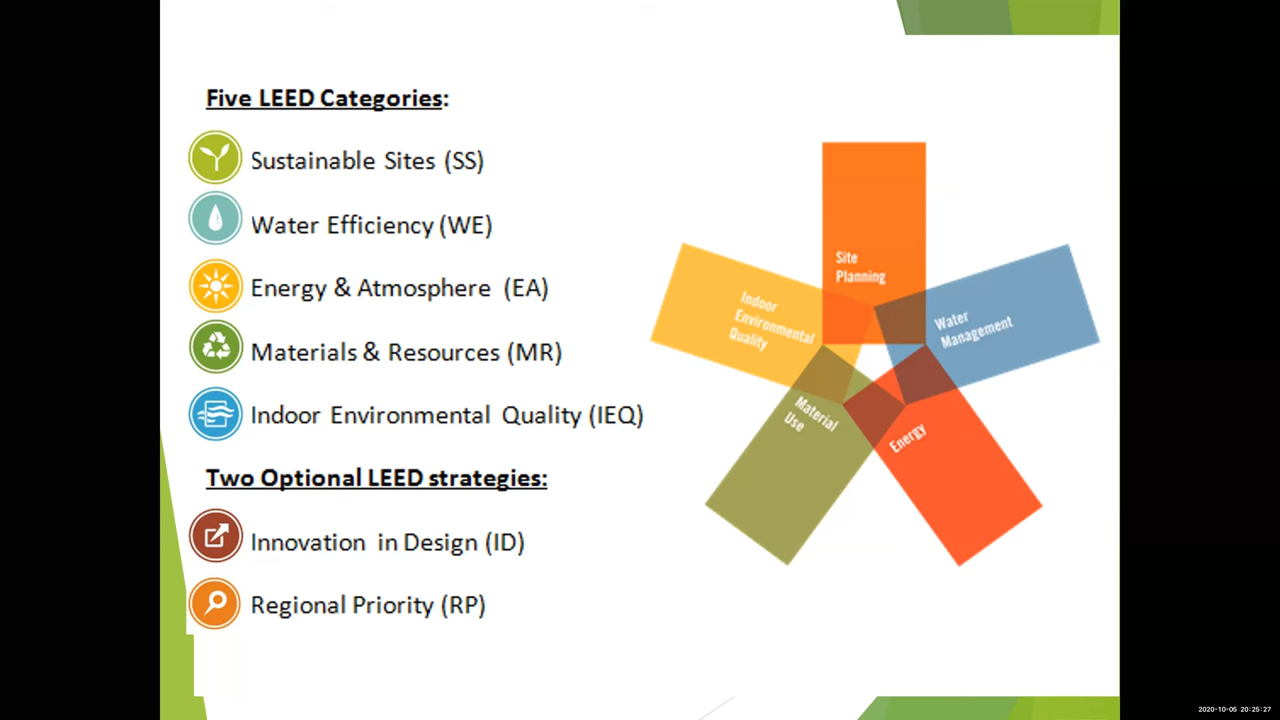 Five LEED Categories:
Sustainable Sites (SS)
Water Efficiency (WE)
Energy & Atmosphere (EA)
Materials & Resources (MR)
Indoor Environmental Quality (IEQ)
Two Optional LEED strategies:
Innovation in Design (ID)
Regional Priority (RP)
Site
Planning
Indoor
Environmental
Quality
Water
Management
Material
Use
Energy
2020-10-05 20:25:27